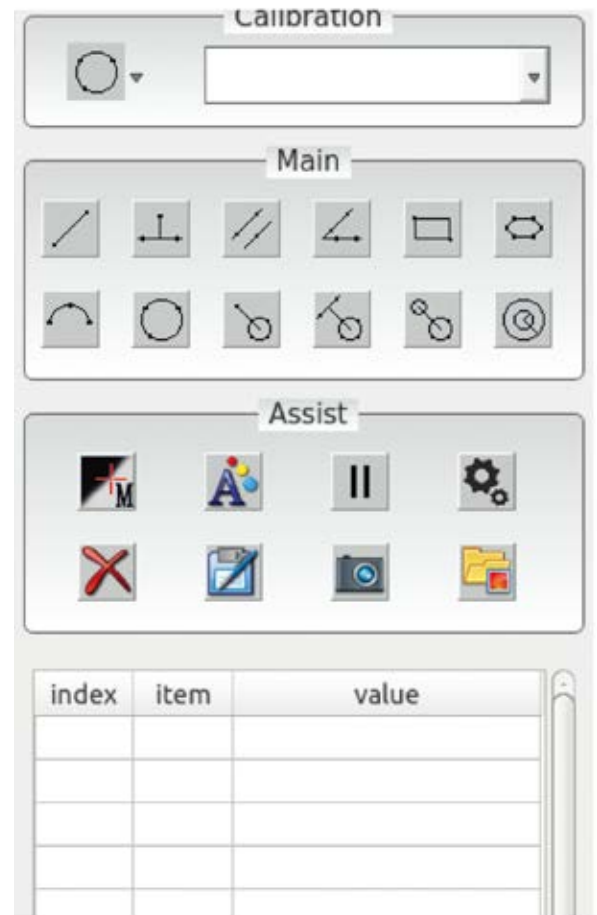 Calibration
Main
Assist
M
A
index item value